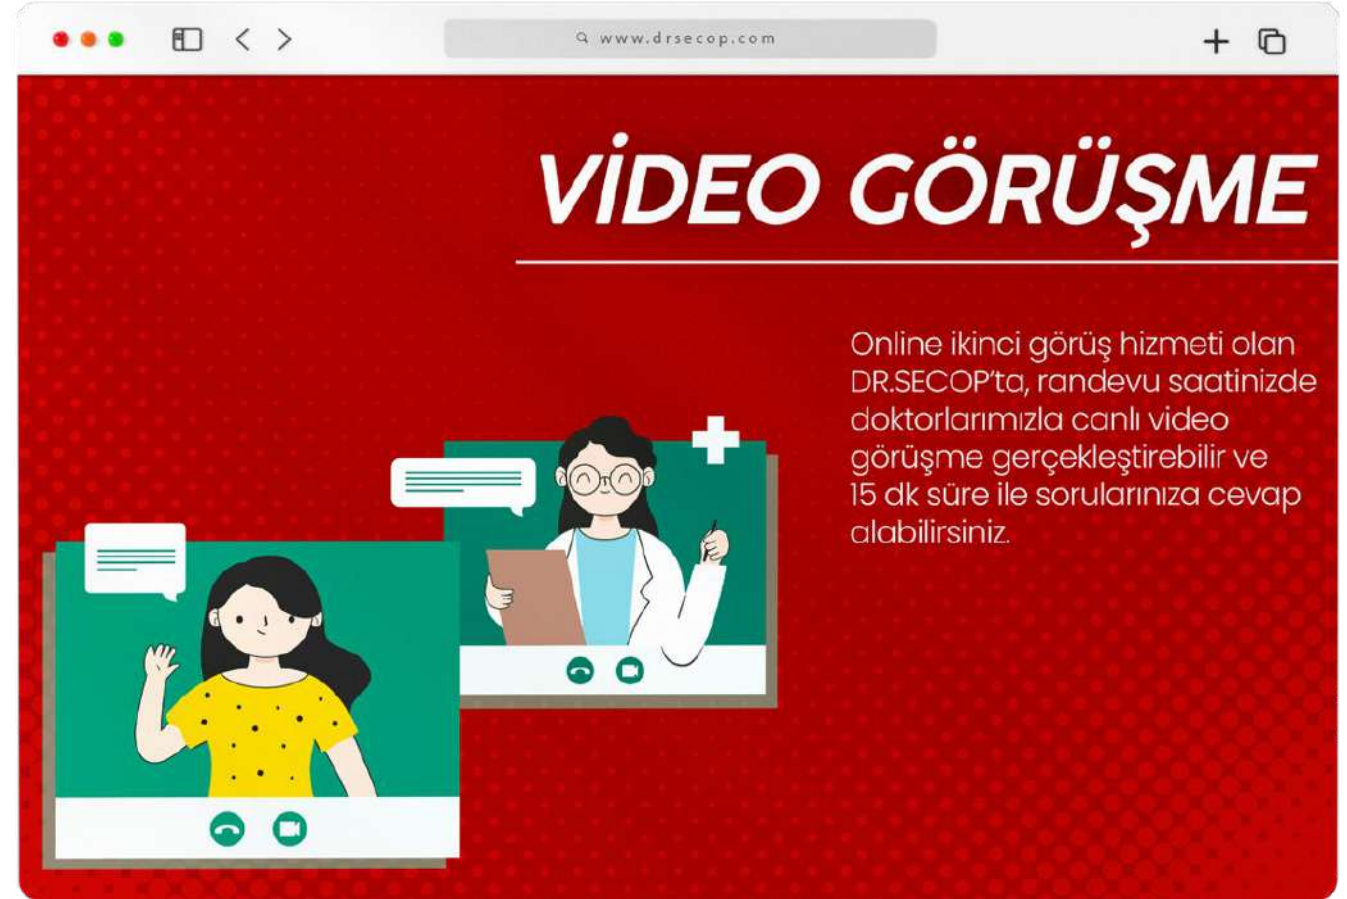 www.drsecop.com
VİDEO GÖRÜŞME
Online ikinci görüş hizmeti olan
DR.SECOP'ta, randevu saatinizde
doktorlarımızla canlı video
görüşme gerçekleştirebilir ve
15 dk süre ile sorularınıza cevap
alabilirsiniz.